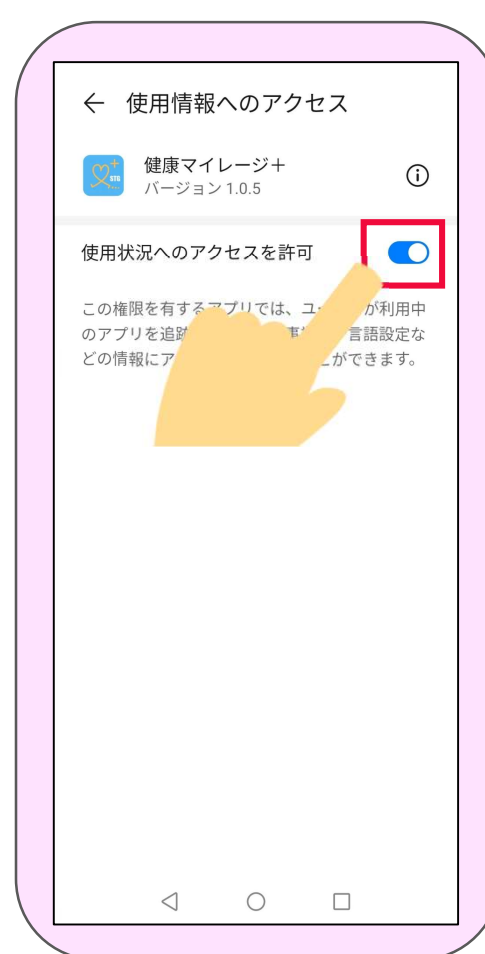 使用情報へのアクセス
健康マイレージ＋
バージョン 1.0.5
STG
使用状況へのアクセスを許可
この権限を有するアプリでは、ユ が利用中
のアプリを追 言語設定な
どの情報にア ができます。